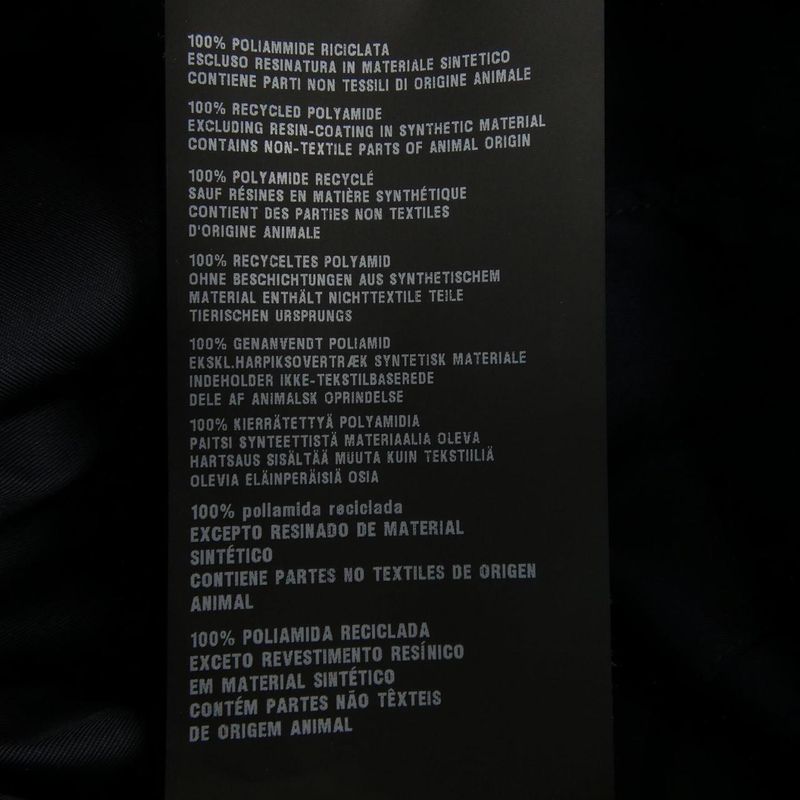 100% POLIAMMIDE RICICLATA
ESCLUSO RESINATURA IN MATERIALE SINTETICO
CONTIENE PARTI NON TESSILI DI ORIGINE ANIMALE
100% RECYCLED POLYAMIDE
EXCLUDING RESIN-COATING IN SYNTHETIC MATERIAL
CONTAINS NON-TEXTILE PARTS OF ANIMAL ORIGIN
100% POLYAMIDE RECYCLÉ
SAUF RÉSINES EN MATIÈRE SYNTHÉTIQUE
CONTIENT DES PARTIES NON TEXTILES
D'ORIGINE ANIMALE
100% RECYCELTES POLYAMID
OHNE BESCHICHTUNGEN AUS SYNTHETISCHEM
MATERIAL ENTHÄLT NICHTTEXTILE TEILE
TIERISCHEN URSPRUNGS
100% GENANVENDT POLIAMID
EKSKL.HARPIKSOVERTRÆK SYNTETISK MATERIALE
INDEHOLDER IKKE-TEKSTILBASEREDE
DELE AF ANIMALSK OPRINDELSE
100% KIERRÄTETTYÄ POLYAMIDIA
PAITSI SYNTEETTISTÄ MATERIAALIA OLEVA
HARTSAUS SISÄLTÄÄ MUUTA KUIN TEKSTIILIÄ
OLEVIA ELÄINPERÄISIÄ OSIA
100% poliamida reciclada
EXCEPTO RESINADO DE MATERIAL
SINTÉTICO
CONTIENE PARTES NO TEXTILES DE ORIGEN
ANIMAL
100% POLIAMIDA RECICLADA
EXCETO REVESTIMENTO RESÍNICO
EM MATERIAL SINTÉTICO
CONTÉM PARTES NÃO TÊXTEIS
DE ORIGEM ANIMAL